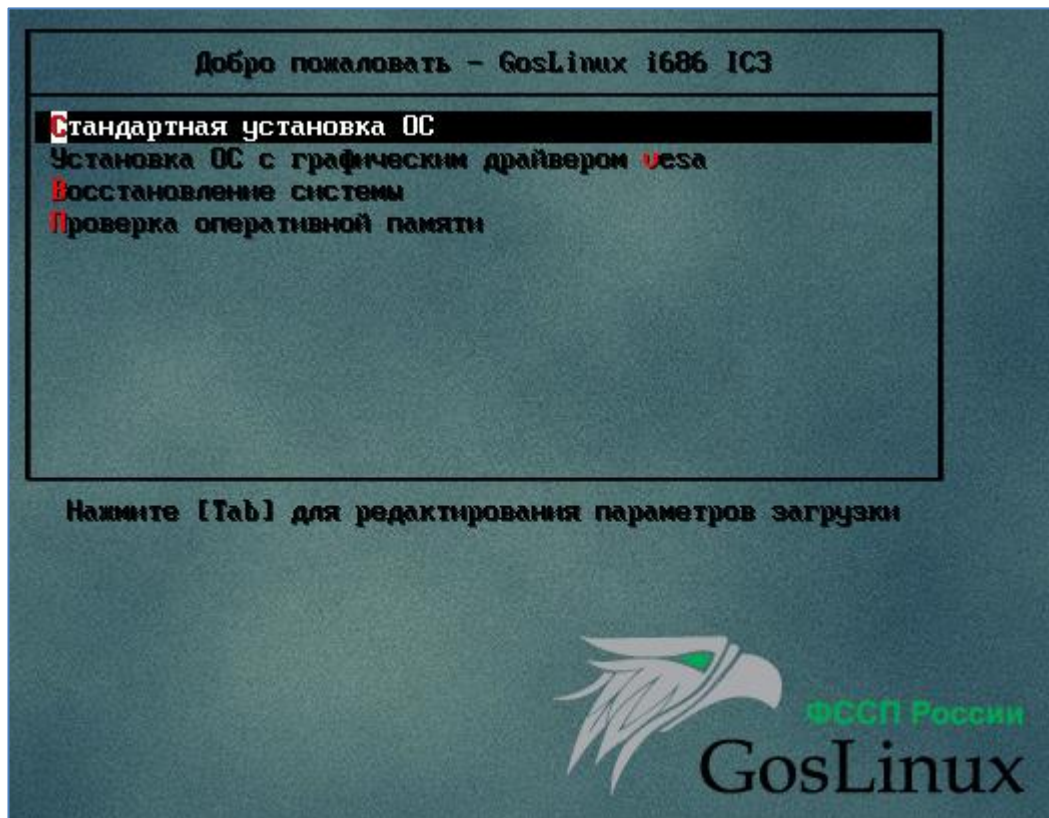 Добро пожаловать - GosLinux i686 IC3
Стандартная установка ОС
Установка ОС с графическим драйвером vesa
Восстановление системы
Проверка оперативной памяти
Нажмите [Tab] для редактирования параметров загрузки
ФССП России
GosLinux